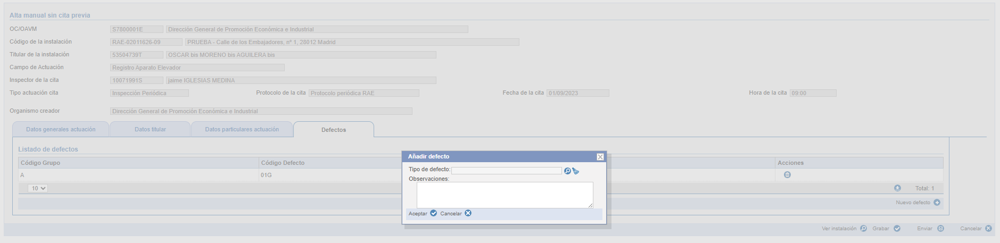 Alta manual sin cita previa
OC/OAVM S7800001E Dirección General de Promoción Económica e Industrial
Código de la instalación RAE-02011626-09 PRUEBA - Calle de los Embajadores, nº 1, 28012 Madrid
Titular de la instalación 53504739T OSCAR bis MORENO bis AGUILERA bis
Campo de Actuación Registro Aparato Elevador
Inspector de la cita 10071991S jaime IGLESIAS MEDINA
Tipo actuación cita Inspección Periódica Protocolo de la cita Protocolo periódica RAE Fecha de la cita 01/09/2023 Hora de la cita 09:00
Organismo creador Dirección General de Promoción Económica e Industrial
Datos generales actuación Datos titular Datos particulares actuación Defectos
Listado de defectos
Código Grupo Código Defecto Acciones
A 01G
10 Total: 1
Nuevo defecto
Añadir defecto
Tipo de defecto:
Observaciones:
Aceptar Cancelar
Ver instalación Grabar Enviar Cancelar